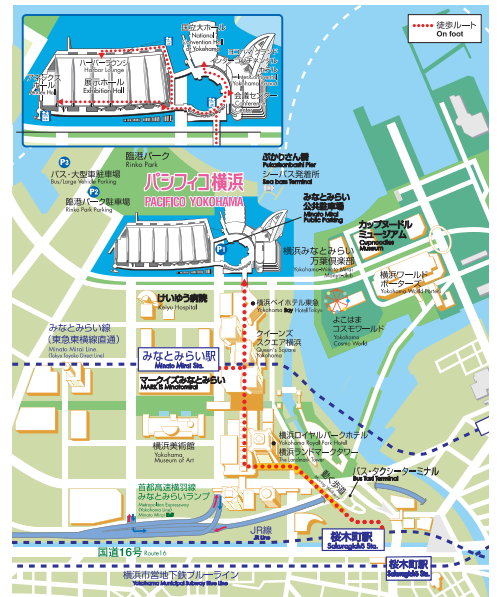 徒歩ルート
On foot
国立大ホール
National
Convention Hall
of Yokohama
ハーバーラウンジ
Harbor Lounge
展示ホール
Exhibition Hall
会議センター
P3
バス・大型車駐車場
Bus/Large Vehicle Parking
臨港パーク
Rinko Park
P2
臨港パーク駐車場
Rinko Park Parking
パシフィコ横浜
PACIFICO YOKOHAMA
ぷかりさん橋
Pukarisanbashi Pier
シーバス発着所
Sea bass Terminal
みなとみらい
公共駐車場
Minato Mirai
Public Parking
P1
カップヌードル
ミュージアム
Cupnoodles
Museum
横浜みなとみらい
万葉倶楽部
横浜ワールド
ポーターズ
Yokohama World Porters
けいゆう病院
Keiyu Hospital
横浜ベイホテル東急
Yokohama Bay Hotel Tokyu
よこはま
コスモワールド
Yokohama
Cosmo World
みなとみらい線
(東急東横線直通)
Minato Mirai Line
(Tokyu Toyoko Direct Line)
クイーンズ
スクエア横浜
Queen's Square
Yokohama
みなとみらい駅
Minato Mirai Sta.
マークイズみなとみらい
MARK IS Minatomirai
横浜美術館
Yokohama
Museum of Art
横浜ロイヤルパークホテル
Yokohama Royal Park Hotel
横浜ランドマークタワー
The Landmark Tower
動く歩道
バス・タクシーターミナル
Bus Taxi Terminal
首都高速横羽線
みなとみらいランプ
Metropolitan Expressway
(Yokohane Line)
JR線
JR Line
桜木町駅
Sakuragichō Sta.
国道16号 Route16
桜木町駅
Sakuragichō Sta.
横浜市営地下鉄ブルーライン
Yokohama Municipal Subway Blue Line